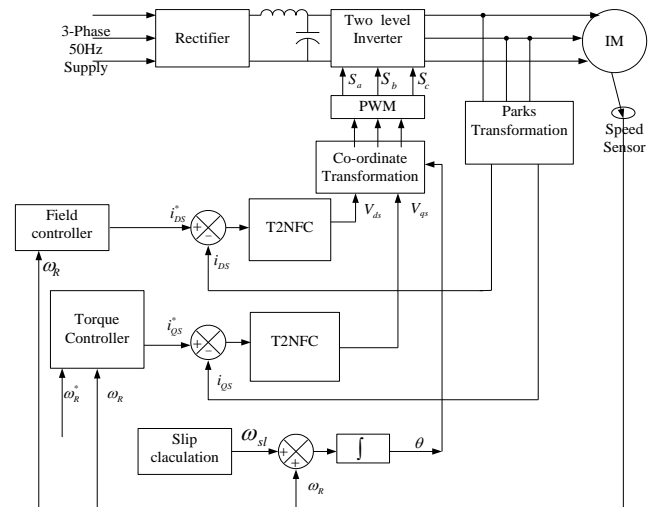 3-Phase
50Hz
Supply
Rectifier
Two level
Inverter
IM
S_a
S_b
S_c
PWM
Parks
Transformation
Speed
Sensor
Co-ordinate
Transformation
V_ds
V_qs
Field
controller
i*_DS
+
-
i_DS
T2NFC
ω_R
Torque
Controller
i*_QS
+
-
i_QS
T2NFC
ω*_R
ω_R
Slip
claculation
ω_sl
+
+
∫
θ
ω_R